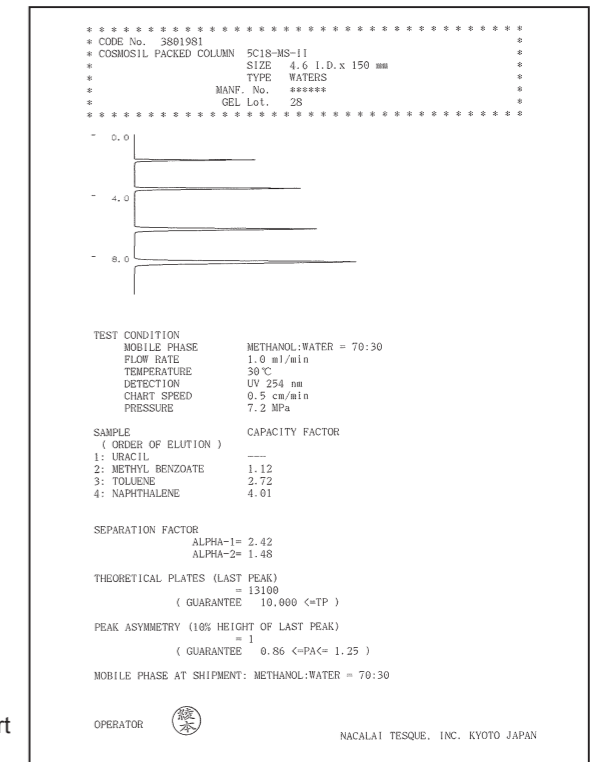 * * * * * * * * * * * * * * * * * * * * * * * * * * * * * * * * * * *
* CODE No. 3801981 *
* COSMOSIL PACKED COLUMN 5C18-MS-II *
* SIZE 4.6 I.D.x 150 mm *
* TYPE WATERS *
* MANF. No. ****** *
* GEL Lot. 28 *
* * * * * * * * * * * * * * * * * * * * * * * * * * * * * * * * * * *
- 0.0
- 4.0
- 8.0
TEST CONDITION
MOBILE PHASE METHANOL:WATER = 70:30
FLOW RATE 1.0 ml/min
TEMPERATURE 30℃
DETECTION UV 254 nm
CHART SPEED 0.5 cm/min
PRESSURE 7.2 MPa
SAMPLE CAPACITY FACTOR
( ORDER OF ELUTION )
1: URACIL ---
2: METHYL BENZOATE 1.12
3: TOLUENE 2.72
4: NAPHTHALENE 4.01
SEPARATION FACTOR
ALPHA-1= 2.42
ALPHA-2= 1.48
THEORETICAL PLATES (LAST PEAK)
= 13100
( GUARANTEE 10,000 <=TP )
PEAK ASYMMETRY (10% HEIGHT OF LAST PEAK)
= 1
( GUARANTEE 0.86 <=PA<= 1.25 )
MOBILE PHASE AT SHIPMENT: METHANOL:WATER = 70:30
rt
OPERATOR 綾本
NACALAI TESQUE, INC. KYOTO JAPAN